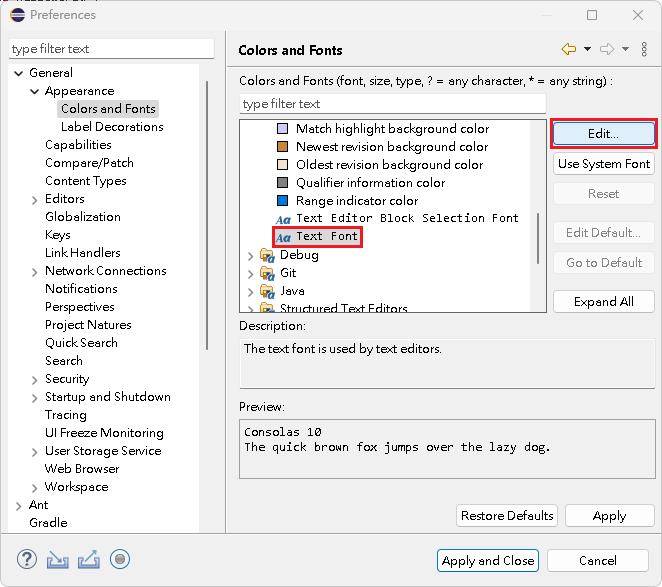 Preferences
type filter text
General
Appearance
Colors and Fonts
Label Decorations
Capabilities
Compare/Patch
Content Types
Editors
Globalization
Keys
Link Handlers
Network Connections
Notifications
Perspectives
Project Natures
Quick Search
Search
Security
Startup and Shutdown
Tracing
UI Freeze Monitoring
User Storage Service
Web Browser
Workspace
Ant
Gradle
Colors and Fonts
Colors and Fonts (font, size, type, ? = any character, * = any string) :
type filter text
Match highlight background color
Newest revision background color
Oldest revision background color
Qualifier information color
Range indicator color
Aa Text Editor Block Selection Font
Aa Text Font
Debug
Git
Java
Structured Text Editors
Edit...
Use System Font
Reset
Edit Default...
Go to Default
Expand All
Description:
The text font is used by text editors.
Preview:
Consolas 10
The quick brown fox jumps over the lazy dog.
Restore Defaults
Apply
Apply and Close
Cancel